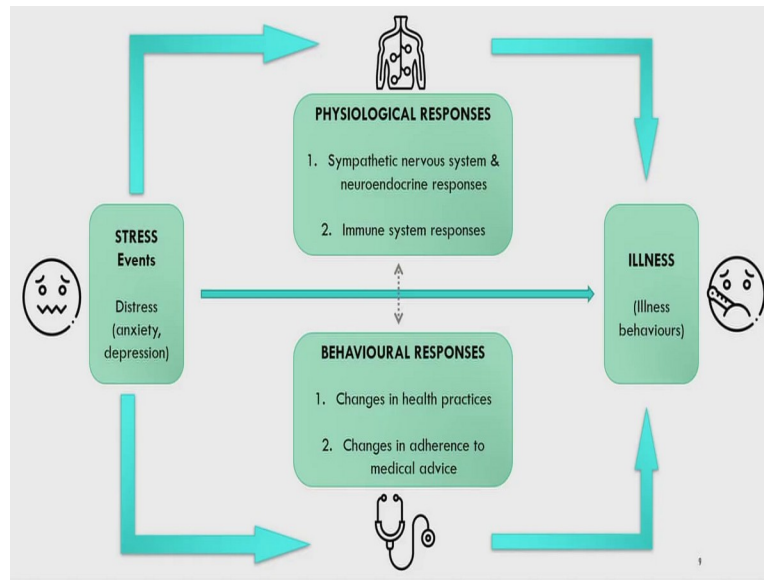 PHYSIOLOGICAL RESPONSES
1. Sympathetic nervous system &
neuroendocrine responses
2. Immune system responses
STRESS
Events
Distress
(anxiety,
depression)
ILLNESS
(Illness
behaviours)
BEHAVIOURAL RESPONSES
1. Changes in health practices
2. Changes in adherence to
medical advice
9